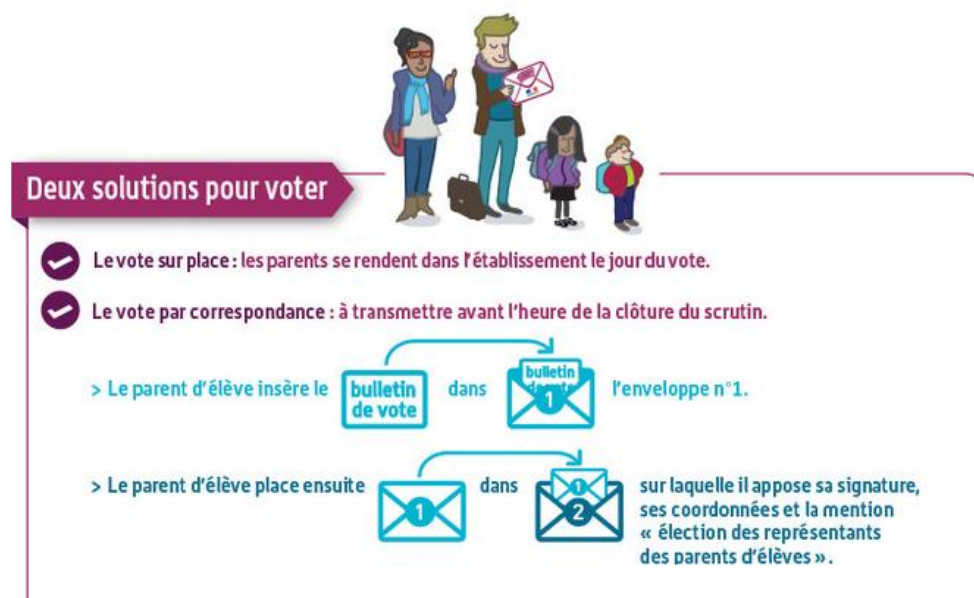 Deux solutions pour voter
Le vote sur place : les parents se rendent dans l'établissement le jour du vote.
Le vote par correspondance : à transmettre avant l'heure de la clôture du scrutin.
> Le parent d'élève insère le bulletin de vote dans bulletin 1 l'enveloppe n°1.
> Le parent d'élève place ensuite 1 dans 1 2 sur laquelle il appose sa signature,
ses coordonnées et la mention
« élection des représentants
des parents d'élèves ».